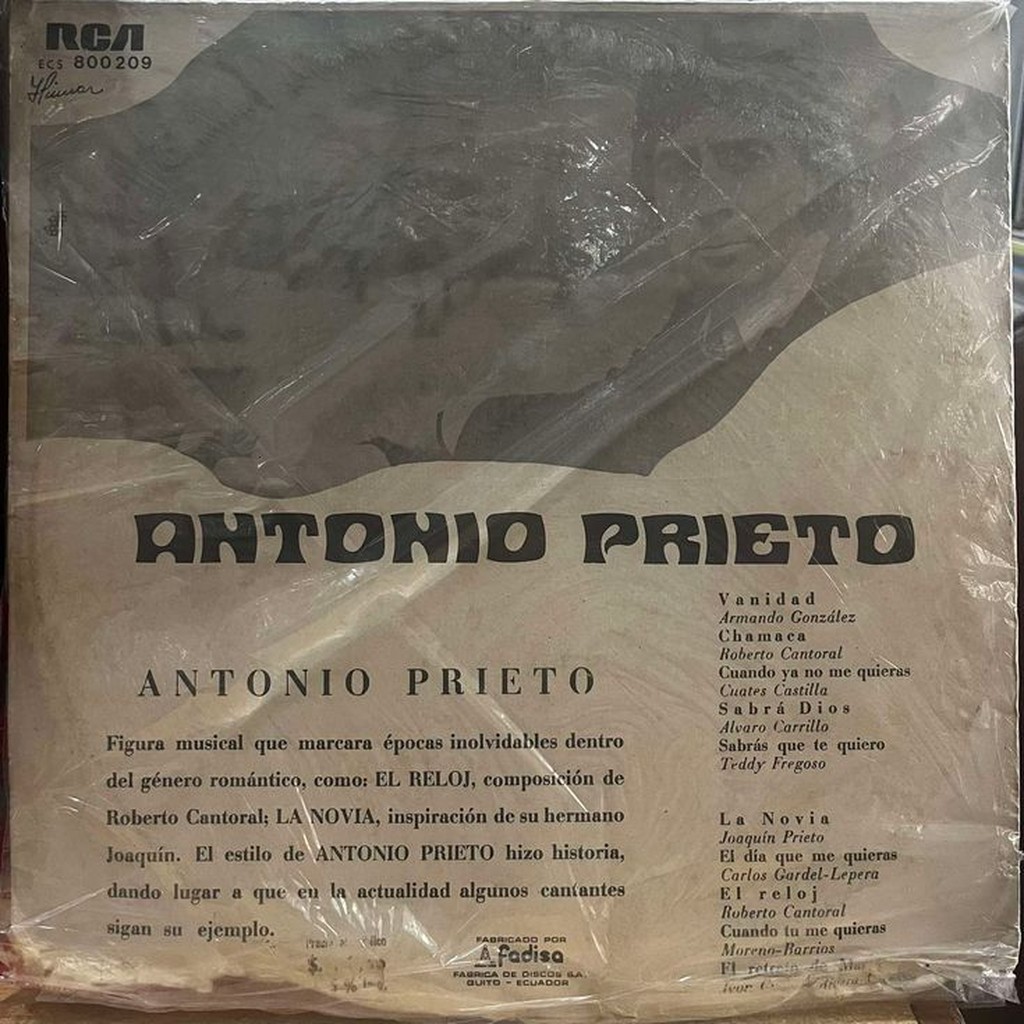 RCA
ECS 800209
ANTONIO PRIETO
ANTONIO PRIETO
Figura musical que marcara épocas inolvidables dentro
del género romántico, como: EL RELOJ, composición de
Roberto Cantoral; LA NOVIA, inspiración de su hermano
Joaquín. El estilo de ANTONIO PRIETO hizo historia,
dando lugar a que en la actualidad algunos cantantes
sigan su ejemplo.
Vanidad
Armando González
Chamaca
Roberto Cantoral
Cuando ya no me quieras
Cuates Castilla
Sabrá Dios
Alvaro Carrillo
Sabrás que te quiero
Teddy Fregoso
La Novia
Joaquín Prieto
El día que me quieras
Carlos Gardel-Lepera
El reloj
Roberto Cantoral
Cuando tu me quieras
Moreno-Barrios
El retrato de
FABRICADO POR
Fadisa
FABRICA DE DISCOS S.A.
QUITO - ECUADOR